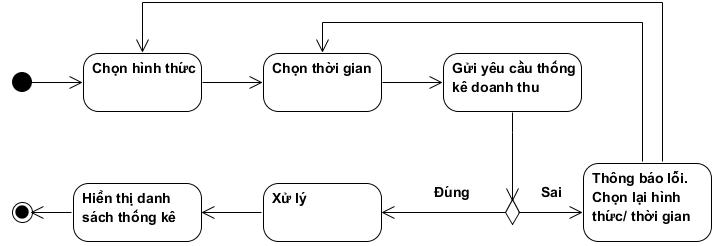 Chọn hình thức
Chọn thời gian
Gửi yêu cầu thống
kê doanh thu
Hiển thị danh
sách thống kê
Xử lý
Đúng
Sai
Thông báo lỗi.
Chọn lại hình
thức/ thời gian